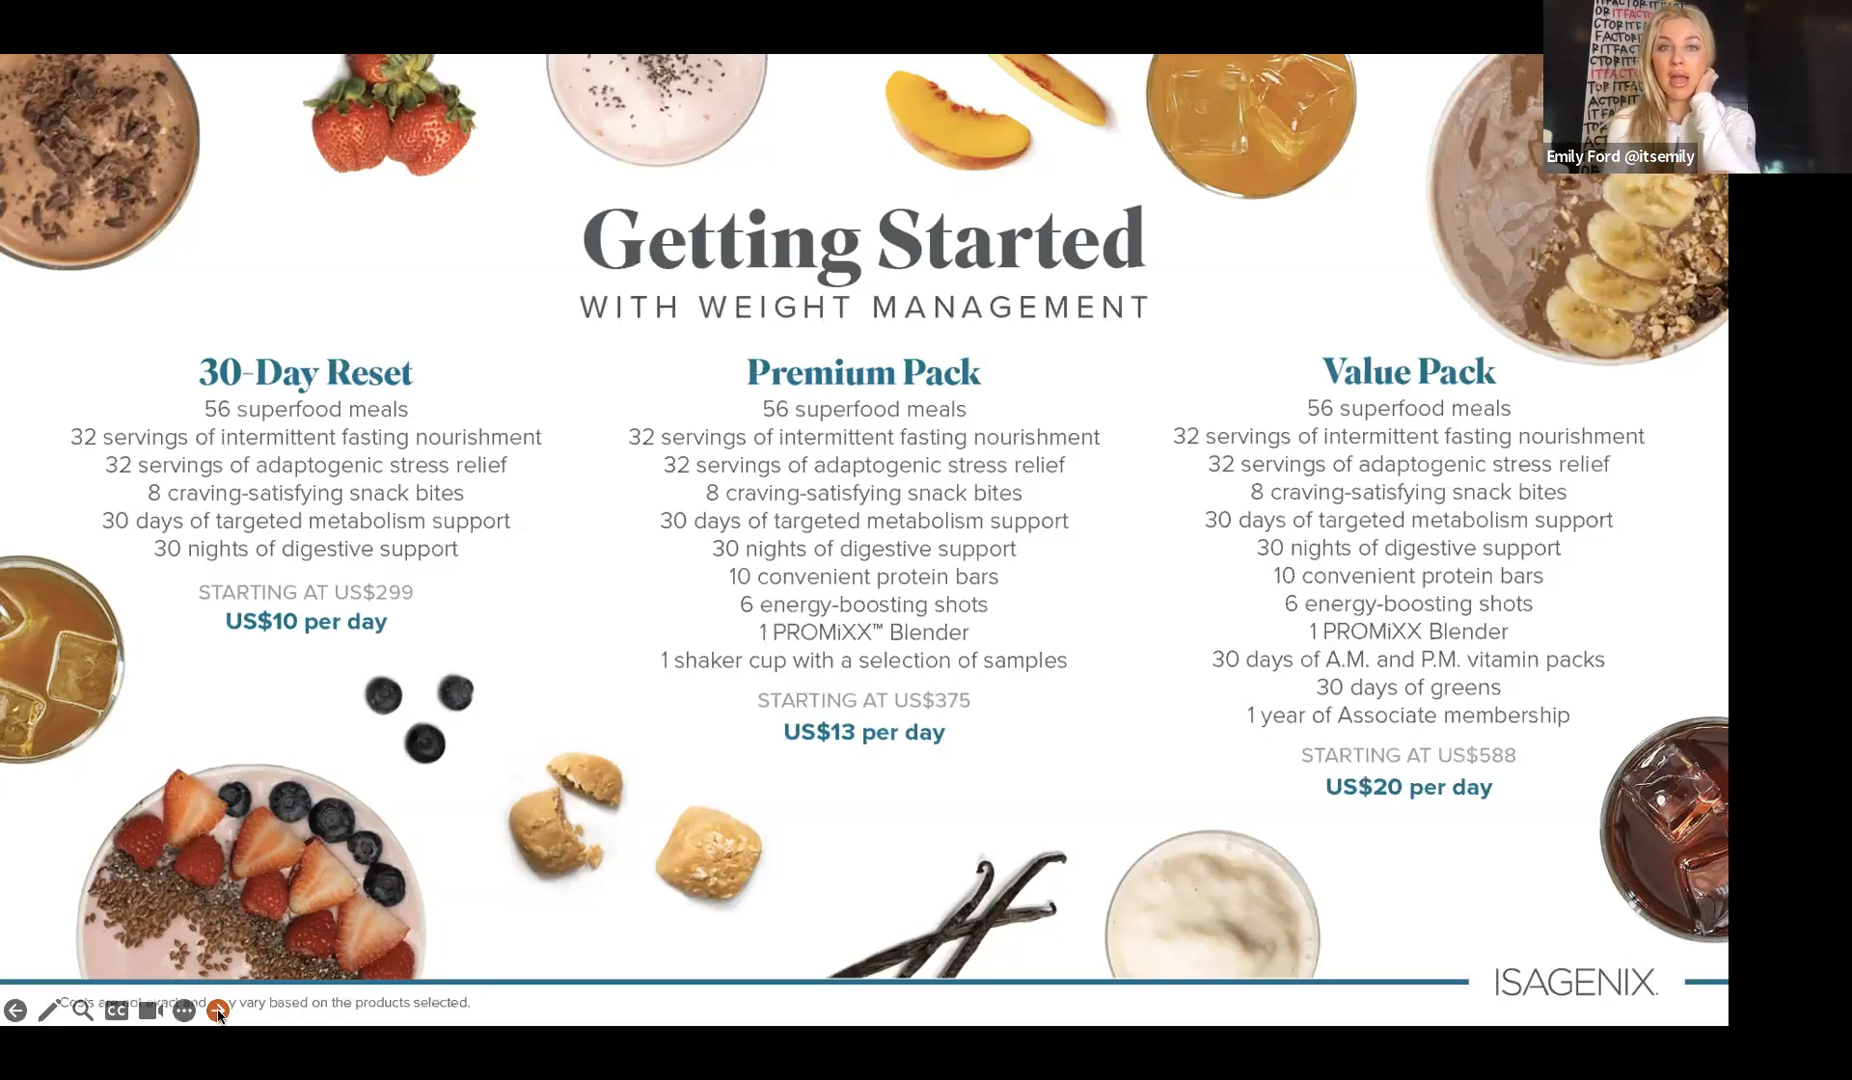 Getting Started
WITH WEIGHT MANAGEMENT
30-Day Reset
56 superfood meals
32 servings of intermittent fasting nourishment
32 servings of adaptogenic stress relief
8 craving-satisfying snack bites
30 days of targeted metabolism support
30 nights of digestive support
STARTING AT US$299
US$10 per day
Premium Pack
56 superfood meals
32 servings of intermittent fasting nourishment
32 servings of adaptogenic stress relief
8 craving-satisfying snack bites
30 days of targeted metabolism support
30 nights of digestive support
10 convenient protein bars
6 energy-boosting shots
1 PROMiXX™ Blender
1 shaker cup with a selection of samples
STARTING AT US$375
US$13 per day
Value Pack
56 superfood meals
32 servings of intermittent fasting nourishment
32 servings of adaptogenic stress relief
8 craving-satisfying snack bites
30 days of targeted metabolism support
30 nights of digestive support
10 convenient protein bars
6 energy-boosting shots
1 PROMiXX Blender
30 days of A.M. and P.M. vitamin packs
30 days of greens
1 year of Associate membership
STARTING AT US$588
US$20 per day
ISAGENIX.
Costs are not exact and vary based on the products selected.
CC
Emily Ford @itsemily